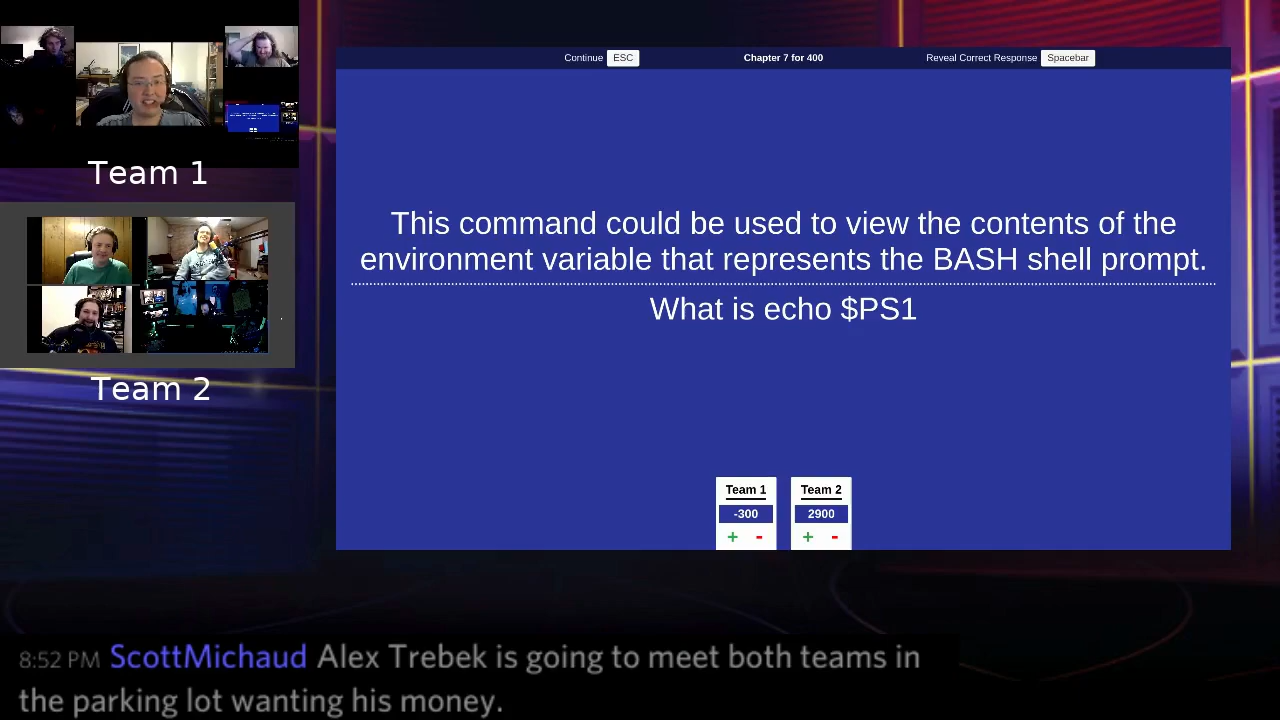 Continue ESC
Chapter 7 for 400
Reveal Correct Response Spacebar
Team 1
Team 2
This command could be used to view the contents of the
environment variable that represents the BASH shell prompt.
What is echo $PS1
Team 1
-300
+ -
Team 2
2900
+ -
8:52 PM ScottMichaud Alex Trebek is going to meet both teams in
the parking lot wanting his money.